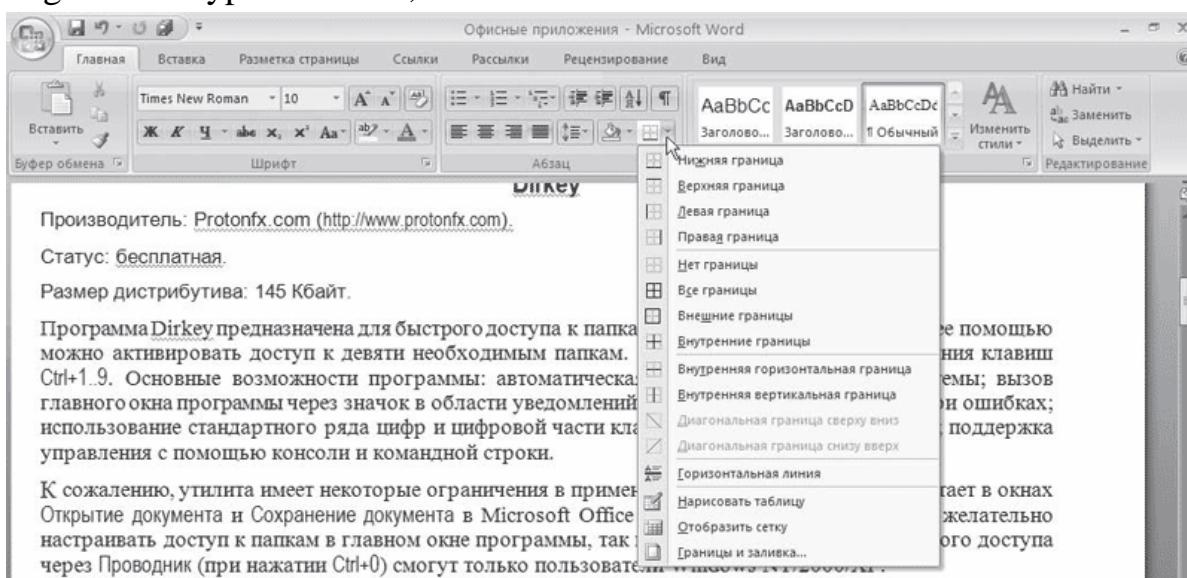 Офисные приложения - Microsoft Word
Главная Вставка Разметка страницы Ссылки Рассылки Рецензирование Вид
Вставить
Times New Roman 10
Ж К Ч abe x, x² Aa ab A
AaBbCc AaBbCcD AaBbCcDc
Заголово... Заголово... ¶ Обычный
Изменить стили
Найти
Заменить
Выделить
Буфер обмена Шрифт Абзац Редактирование
Dirkey
Производитель: Protonfx.com (http://www.protonfx.com).
Статус: бесплатная.
Размер дистрибутива: 145 Кбайт.
Программа Dirkey предназначена для быстрого доступа к папка ее помощью
можно активировать доступ к девяти необходимым папкам. ния клавиш
Ctrl+1..9. Основные возможности программы: автоматическа емы; вызов
главного окна программы через значок в области уведомлений и ошибках;
использование стандартного ряда цифр и цифровой части кла поддержка
управления с помощью консоли и командной строки.
К сожалению, утилита имеет некоторые ограничения в примен тает в окнах
Открытие документа и Сохранение документа в Microsoft Office желательно
настраивать доступ к папкам в главном окне программы, так ого доступа
через Проводник (при нажатии Ctrl+0) смогут только пользователи
Нижняя граница
Верхняя граница
Левая граница
Правая граница
Нет границы
Все границы
Внешние границы
Внутренние границы
Внутренняя горизонтальная граница
Внутренняя вертикальная граница
Диагональная граница сверху вниз
Диагональная граница снизу вверх
Горизонтальная линия
Нарисовать таблицу
Отобразить сетку
Границы и заливка...